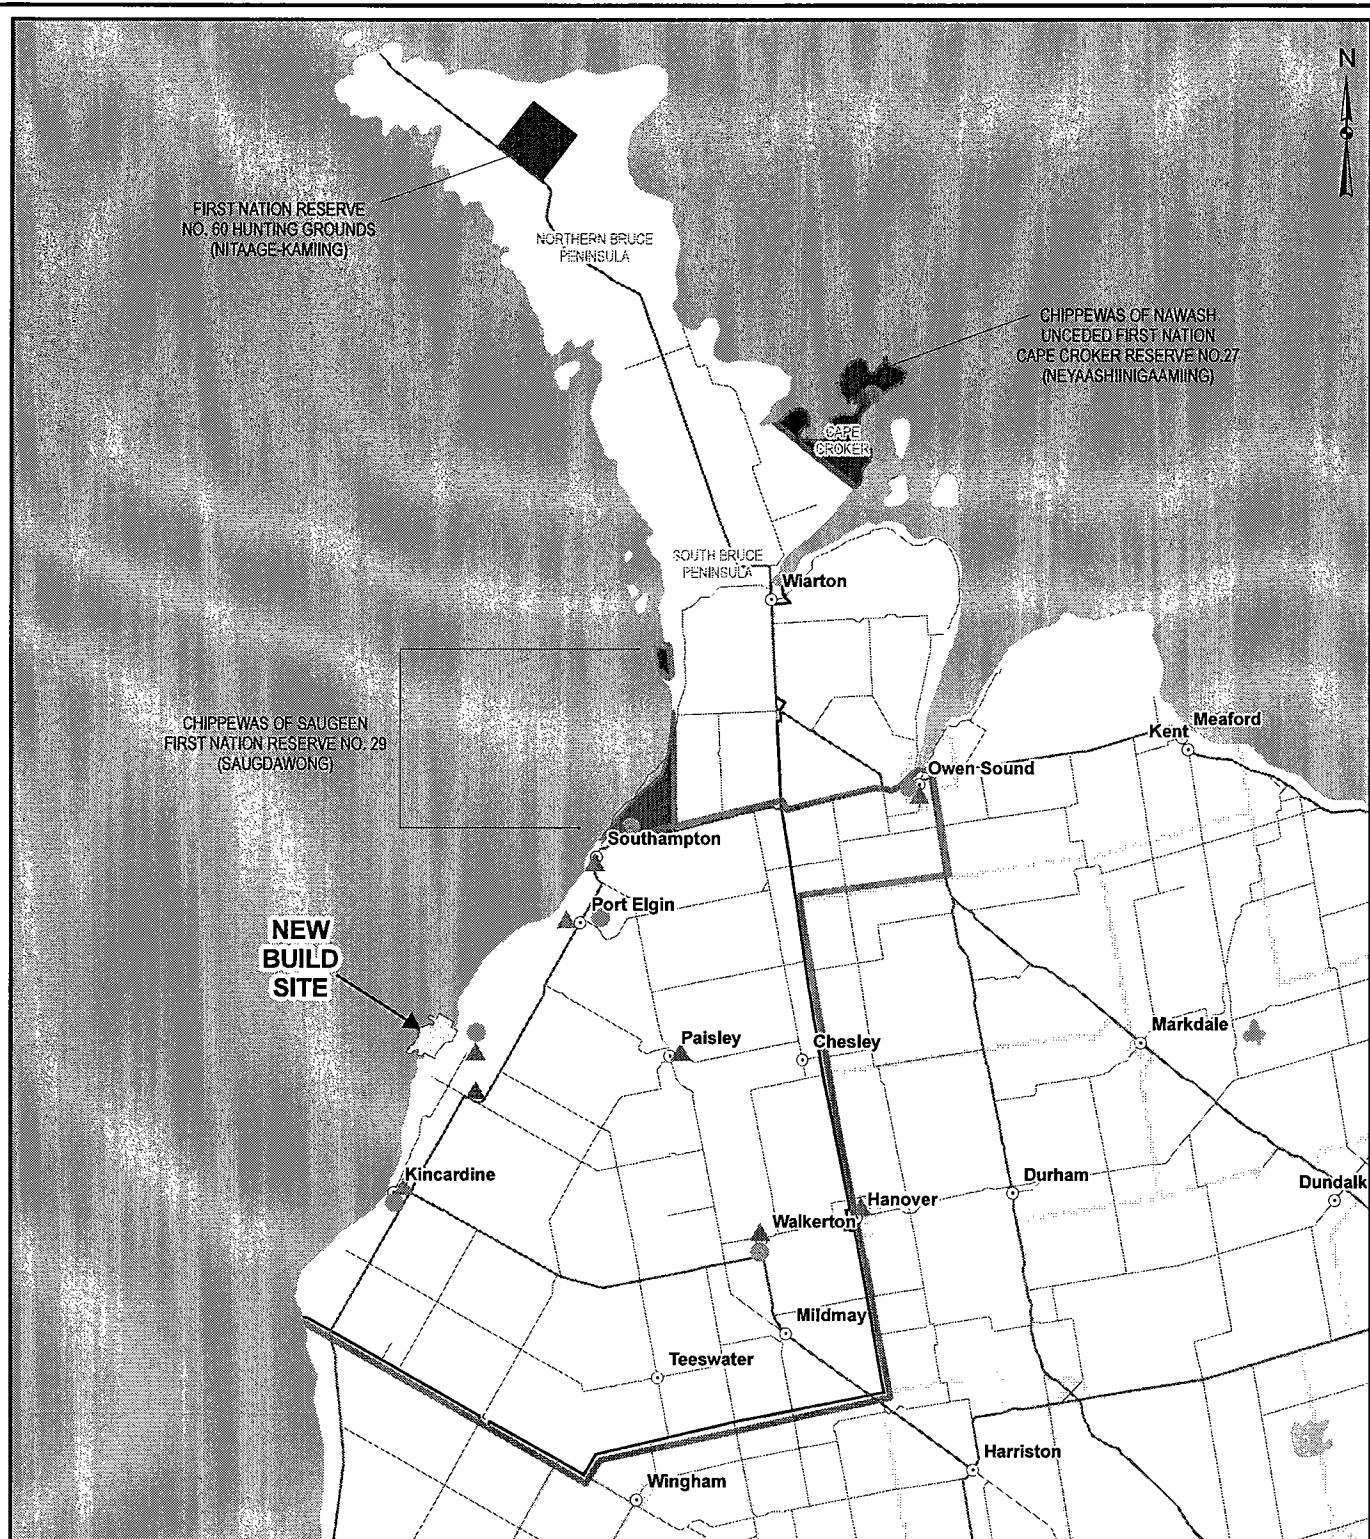 N
FIRST NATION RESERVE
NO. 60 HUNTING GROUNDS
(NITAAGE-KAMIING)
NORTHERN BRUCE
PENINSULA
CHIPPEWAS OF NAWASH
UNCEDED FIRST NATION
CAPE CROKER RESERVE NO.27
(NEYAASHIINIGAAMIING)
CAPE
CROKER
SOUTH BRUCE
PENINSULA
Wiarton
CHIPPEWAS OF SAUGEEN
FIRST NATION RESERVE NO. 29
(SAUGDAWONG)
Meaford
Kent
Owen Sound
Southampton
Port Elgin
NEW
BUILD
SITE
Paisley
Chesley
Markdale
Kincardine
Hanover
Durham
Dundalk
Walkerton
Mildmay
Teeswater
Harriston
Wingham